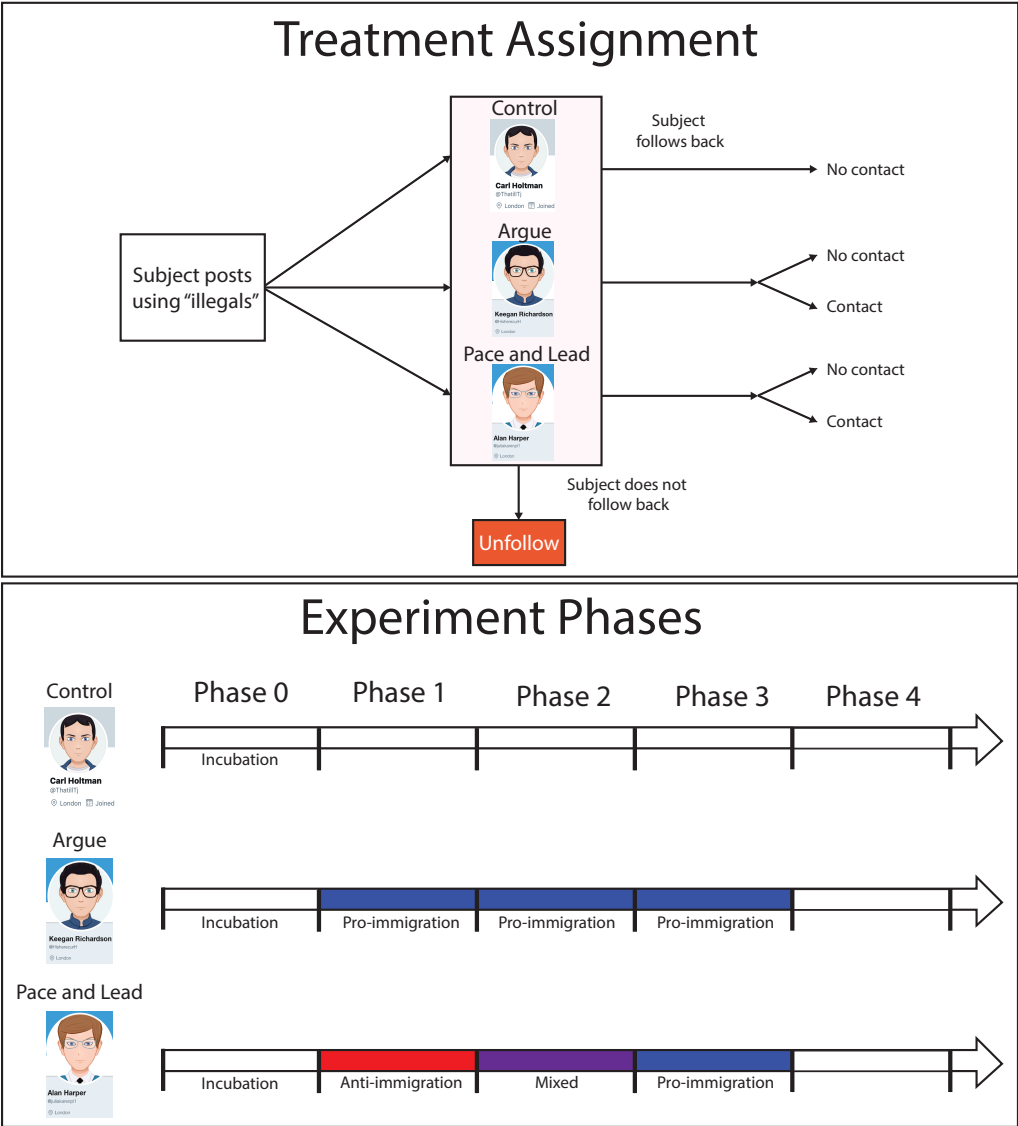 Treatment Assignment
Control
Carl Holtman
@ThatillTj
London Joined
Subject
follows back
No contact
Subject posts
using “illegals”
Argue
Keegan Richardson
London
No contact
Contact
Pace and Lead
Alan Harper
London
No contact
Contact
Subject does not
follow back
Unfollow
Experiment Phases
Control
Phase 0
Phase 1
Phase 2
Phase 3
Phase 4
Carl Holtman
@ThatillTj
London Joined
Incubation
Argue
Keegan Richardson
London
Incubation
Pro-immigration
Pro-immigration
Pro-immigration
Pace and Lead
Alan Harper
London
Incubation
Anti-immigration
Mixed
Pro-immigration